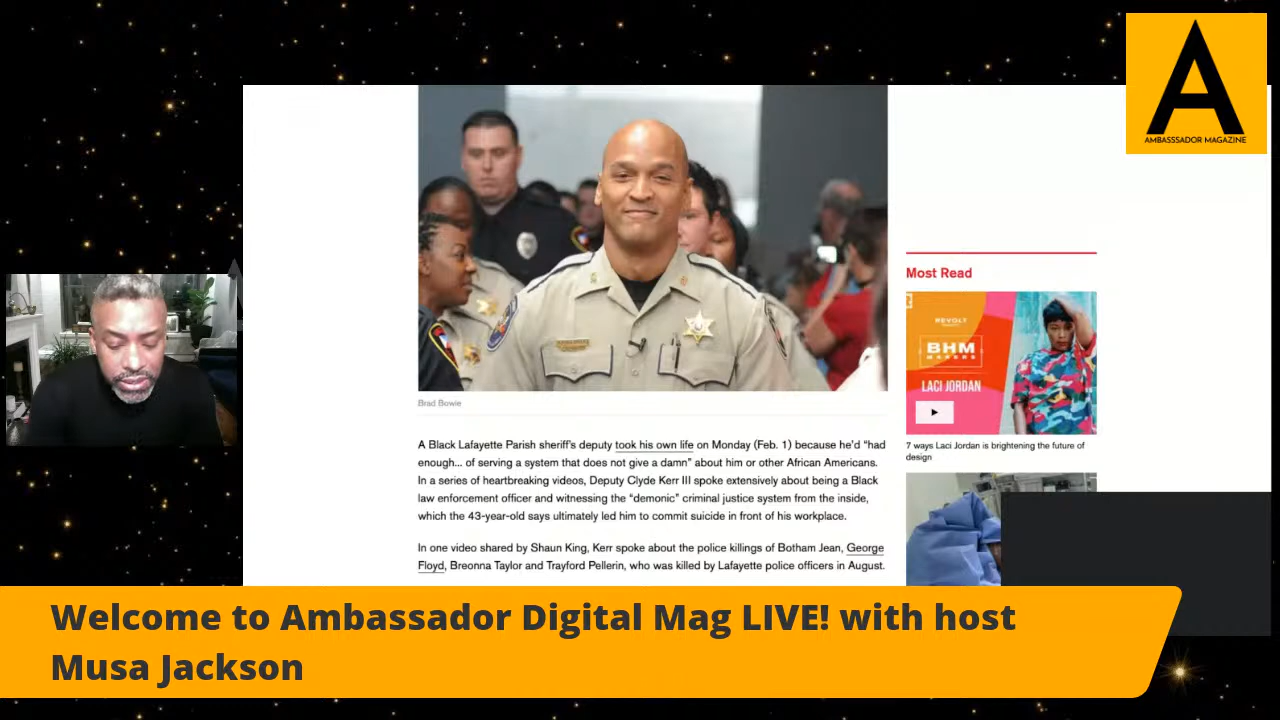 A
AMBASSSADOR MAGAZINE
Brad Bowie
A Black Lafayette Parish sheriff's deputy took his own life on Monday (Feb. 1) because he'd “had
enough... of serving a system that does not give a damn” about him or other African Americans.
In a series of heartbreaking videos, Deputy Clyde Kerr III spoke extensively about being a Black
law enforcement officer and witnessing the “demonic” criminal justice system from the inside,
which the 43-year-old says ultimately led him to commit suicide in front of his workplace.
In one video shared by Shaun King, Kerr spoke about the police killings of Botham Jean, George
Floyd, Breonna Taylor and Trayford Pellerin, who was killed by Lafayette police officers in August.
Most Read
REVOLT
BHM
MAKERS
LACI JORDAN
7 ways Laci Jordan is brightening the future of
design
Welcome to Ambassador Digital Mag LIVE! with host
Musa Jackson